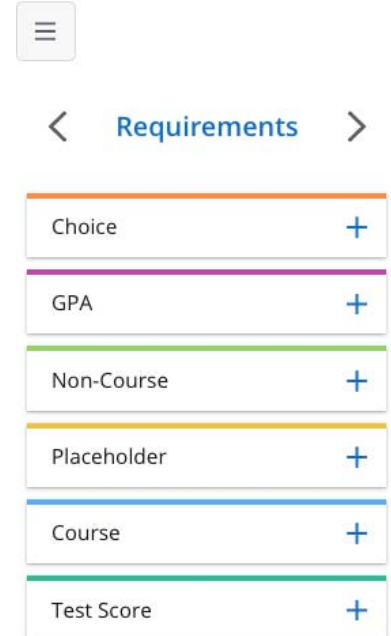 Requirements
Choice
GPA
Non-Course
Placeholder
Course
Test Score